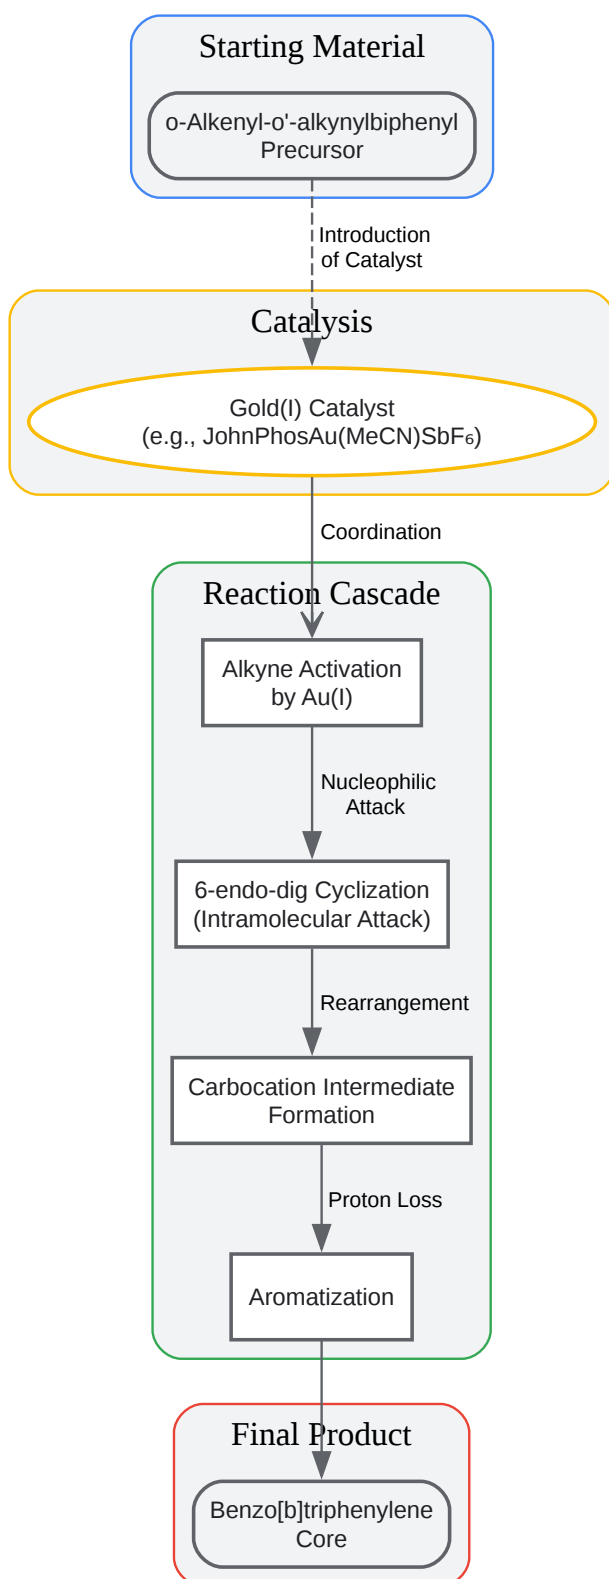 Starting Material
o-Alkenyl-o'-alkynylbiphenyl
Precursor
Introduction
of Catalyst
Catalysis
Gold(I) Catalyst
(e.g., JohnPhosAu(MeCN)SbF₆)
Coordination
Reaction Cascade
Alkyne Activation
by Au(I)
Nucleophilic
Attack
6-endo-dig Cyclization
(Intramolecular Attack)
Rearrangement
Carbocation Intermediate
Formation
Proton Loss
Aromatization
Final Product
Benzo[b]triphenylene
Core